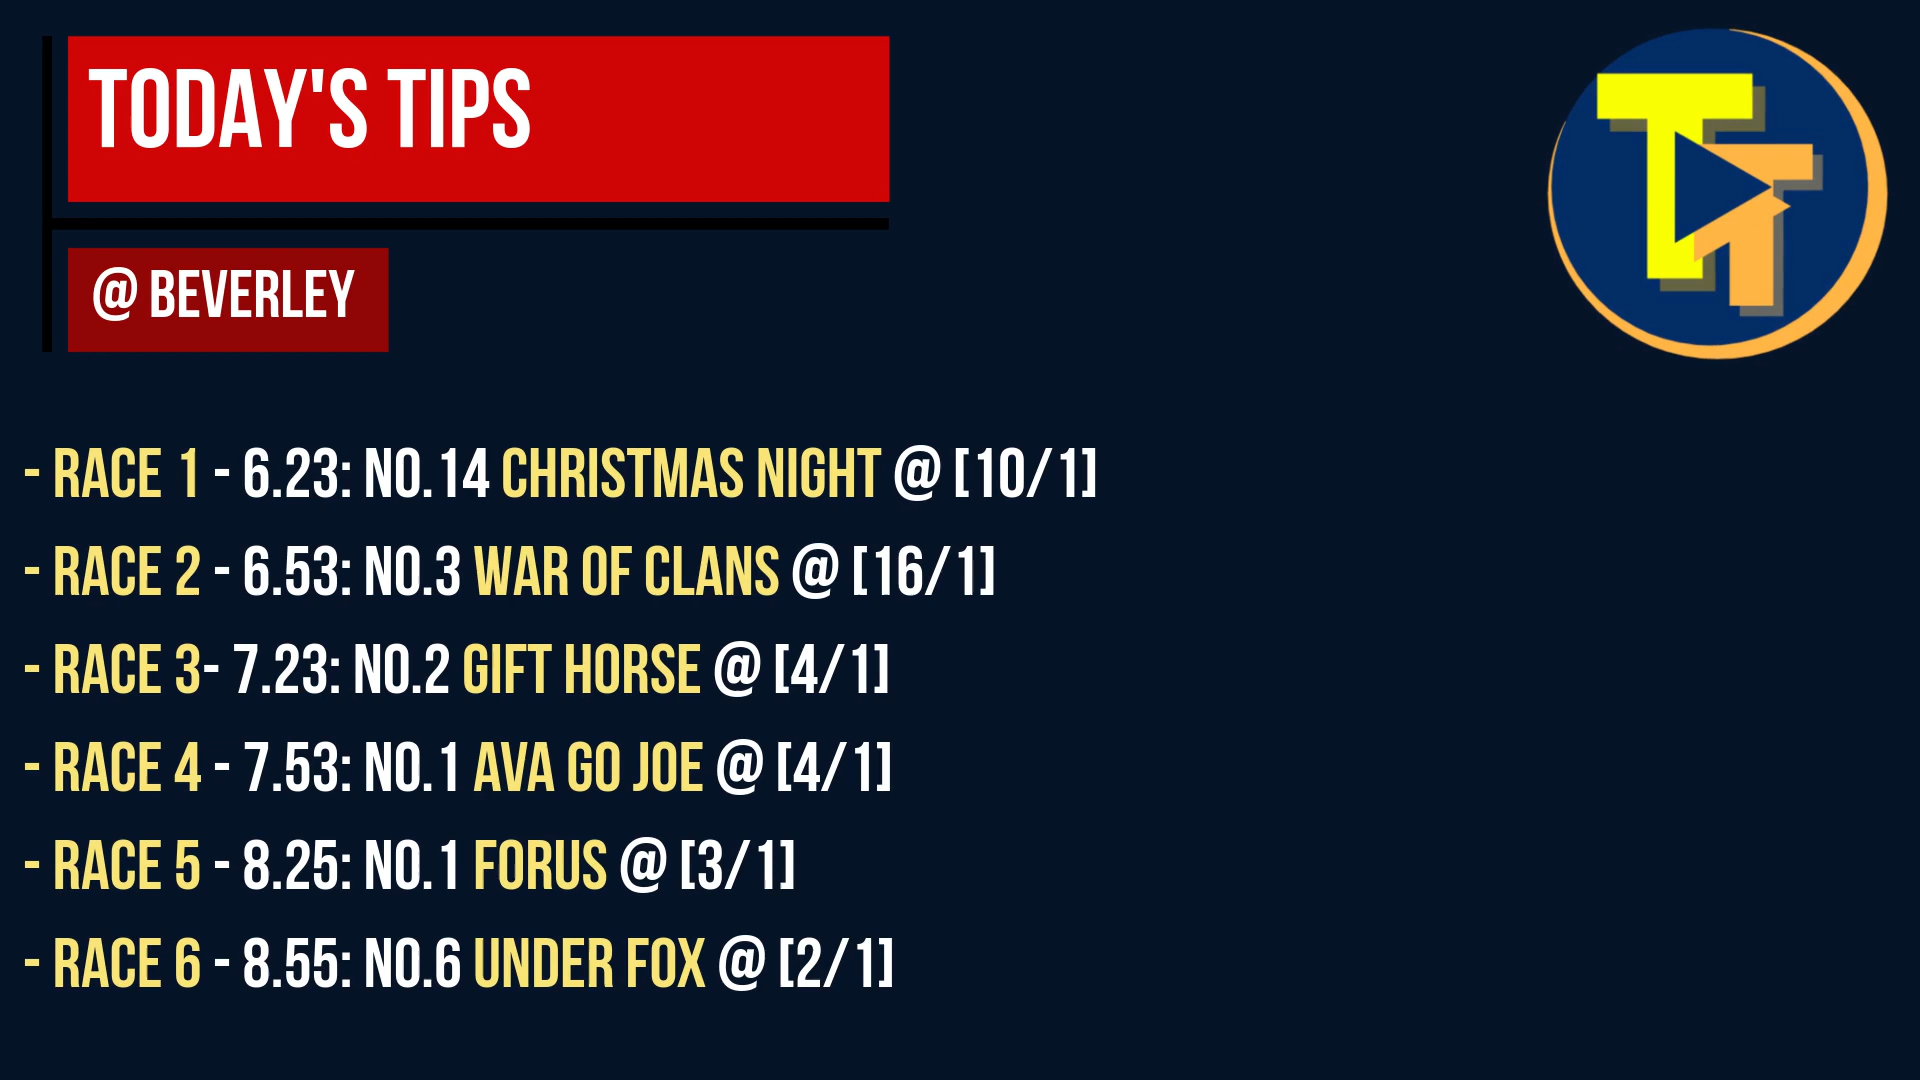 TODAY'S TIPS
@ BEVERLEY
- RACE 1 - 6.23: NO.14 CHRISTMAS NIGHT @ [10/1]
- RACE 2 - 6.53: NO.3 WAR OF CLANS @ [16/1]
- RACE 3- 7.23: NO.2 GIFT HORSE @ [4/1]
- RACE 4 - 7.53: NO.1 AVA GO JOE @ [4/1]
- RACE 5 - 8.25: NO.1 FORUS @ [3/1]
- RACE 6 - 8.55: NO.6 UNDER FOX @ [2/1]
TT